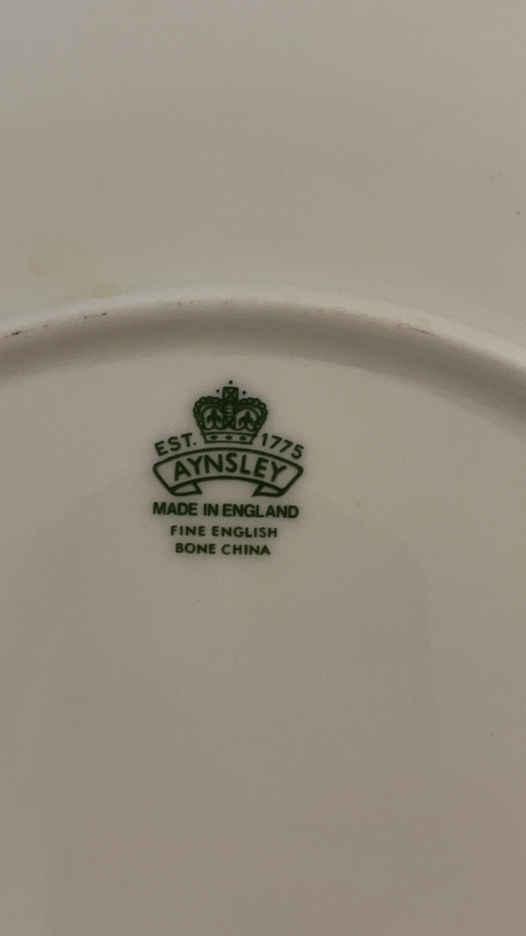 EST. 1775
AYNSLEY
MADE IN ENGLAND
FINE ENGLISH
BONE CHINA